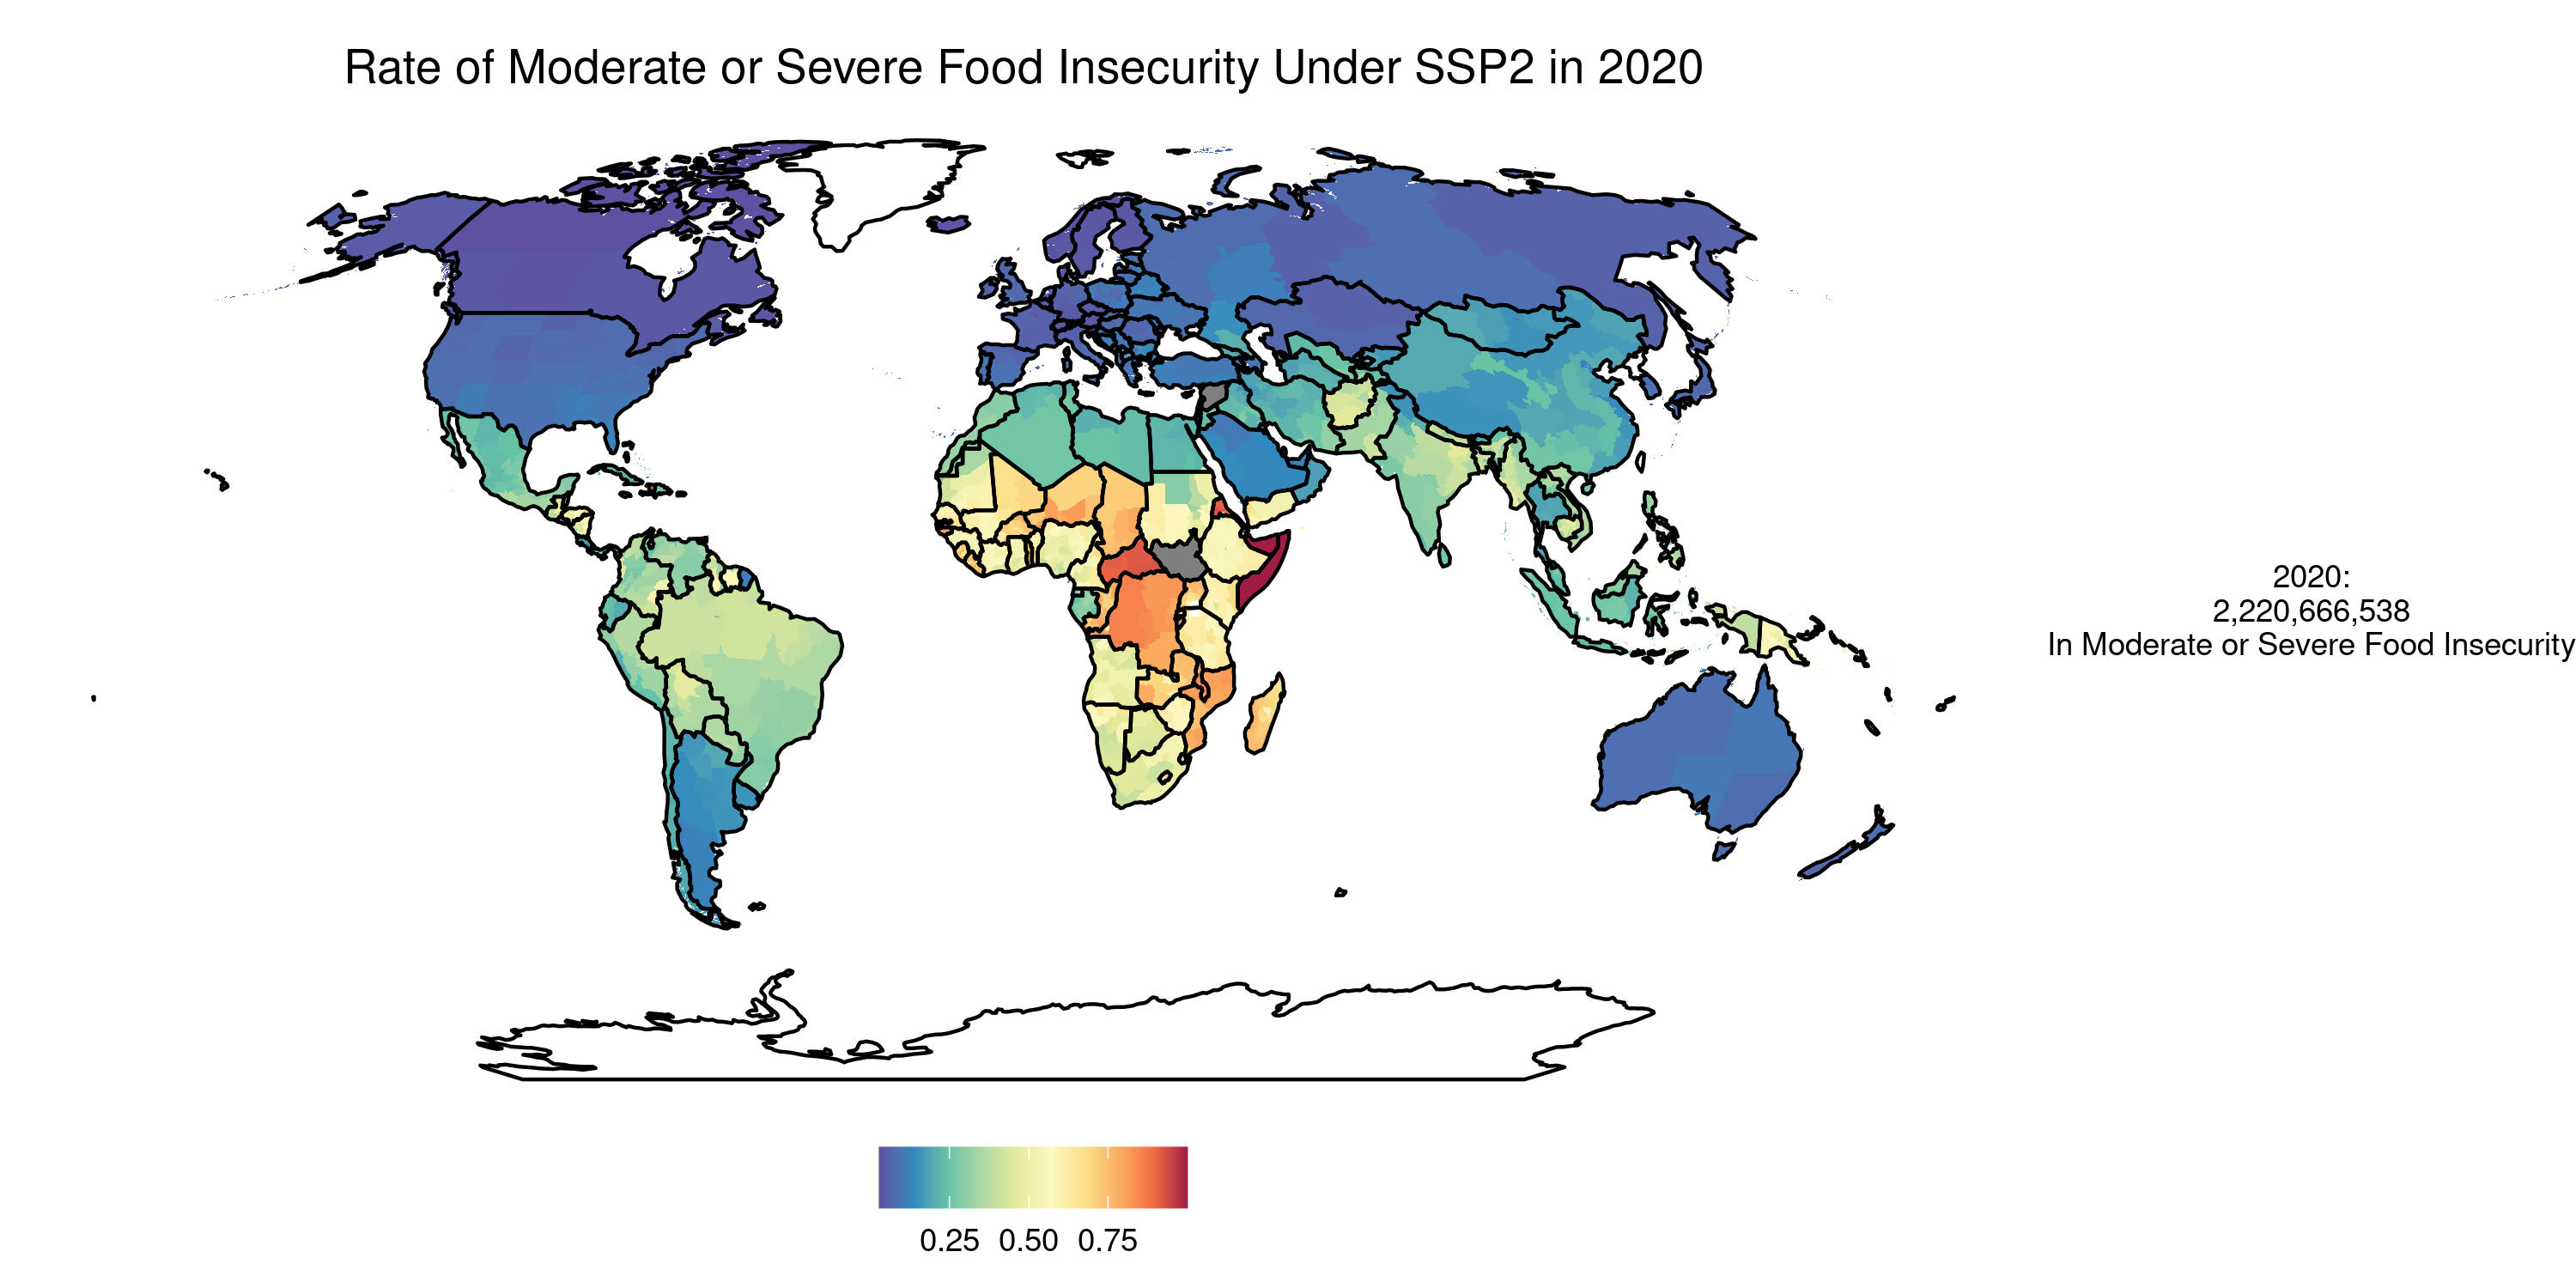 Rate of Moderate or Severe Food Insecurity Under SSP2 in 2020
2020:
2,220,666,538
In Moderate or Severe Food Insecurity
0.25 0.50 0.75